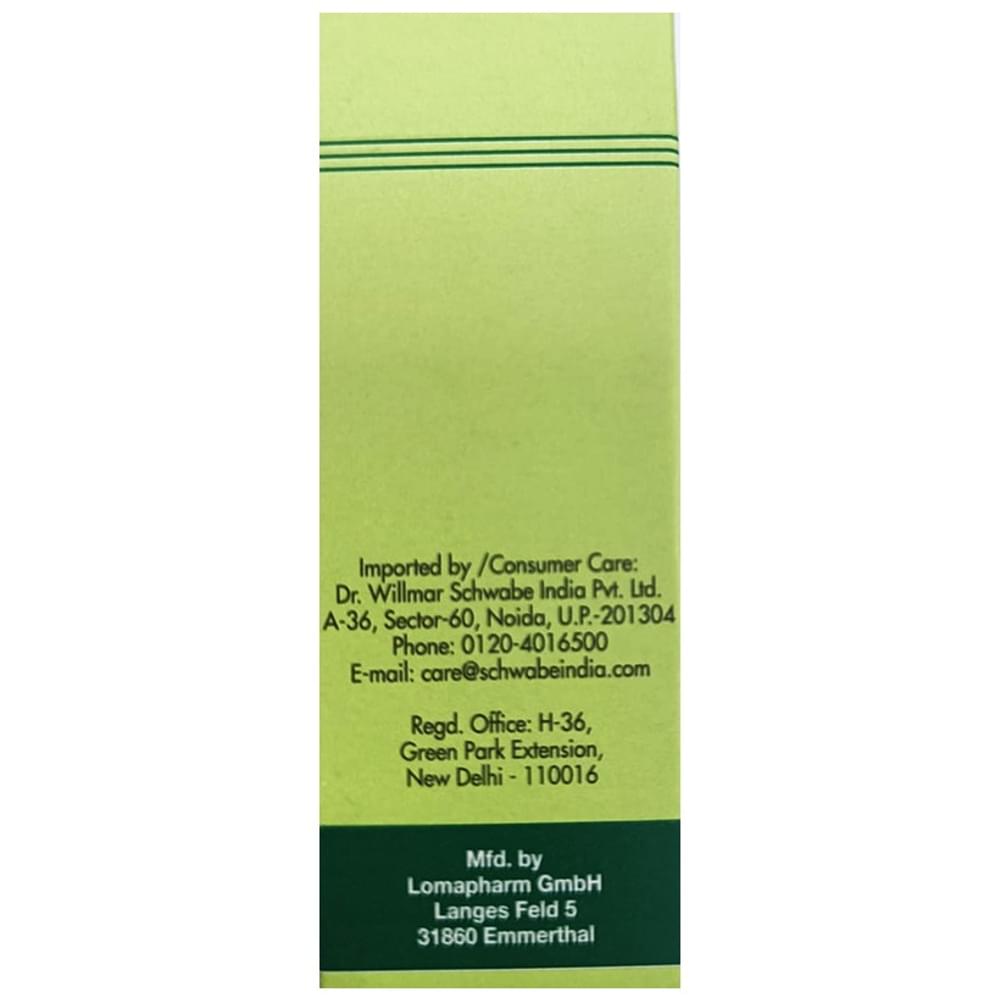 Imported by /Consumer Care:
Dr. Willmar Schwabe India Pvt. Ltd.
A-36, Sector-60, Noida, U.P.-201304
Phone: 0120-4016500
E-mail: care@schwabeindia.com
Regd. Office: H-36,
Green Park Extension,
New Delhi - 110016
Mfd. by
Lomapharm GmbH
Langes Feld 5
31860 Emmerthal